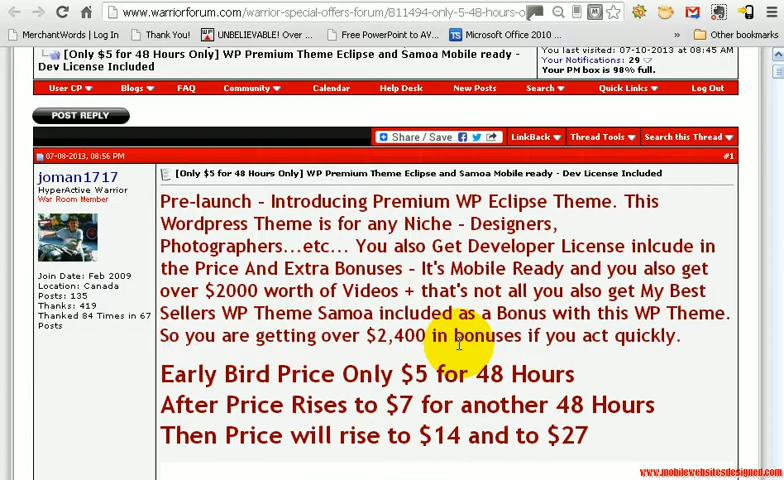 www.warriorforum.com/warrior-special-offers-forum/811494-only-5-48-hours-o
MerchantWords | Log In
Thank You!
UNBELIEVABLE! Over ...
Free PowerPoint to AV...
Microsoft Office 2010 ...
»
Other bookmarks
[Only $5 for 48 Hours Only] WP Premium Theme Eclipse and Samoa Mobile ready -
Dev License Included
You last visited: 07-10-2013 at 08:45 AM
Your Notifications: 29
Your PM box is 98% full.
User CP Blogs FAQ Community Calendar Help Desk New Posts Search Quick Links Log Out
POST REPLY
Share / Save LinkBack Thread Tools Search this Thread
07-08-2013, 08:56 PM #1
joman1717
HyperActive Warrior
War Room Member
Join Date: Feb 2009
Location: Canada
Posts: 135
Thanks: 419
Thanked 84 Times in 67
Posts
[Only $5 for 48 Hours Only] WP Premium Theme Eclipse and Samoa Mobile ready - Dev License Included
Pre-launch - Introducing Premium WP Eclipse Theme. This
Wordpress Theme is for any Niche - Designers,
Photographers...etc... You also Get Developer License inlcude in
the Price And Extra Bonuses - It's Mobile Ready and you also get
over $2000 worth of Videos + that's not all you also get My Best
Sellers WP Theme Samoa included as a Bonus with this WP Theme.
So you are getting over $2,400 in bonuses if you act quickly.
Early Bird Price Only $5 for 48 Hours
After Price Rises to $7 for another 48 Hours
Then Price will rise to $14 and to $27
www.mobilewebsitesdesigned.com